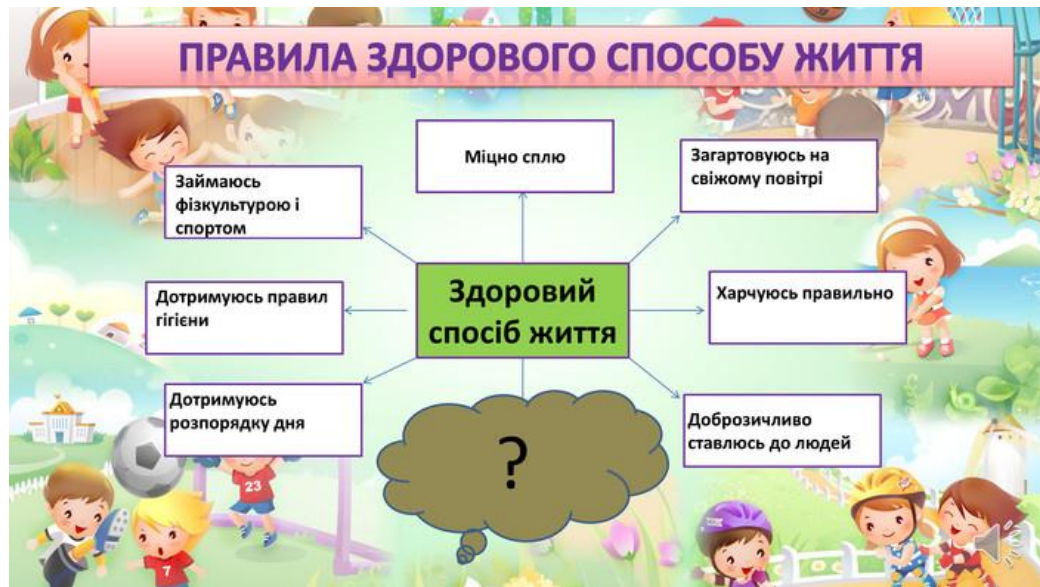 ПРАВИЛА ЗДОРОВОГО СПОСОБУ ЖИТТЯ
Міцно сплю
Загартовуюсь на
свіжому повітрі
Займаюсь
фізкультурою і
спортом
Здоровий
спосіб життя
Дотримуюсь правил
гігієни
Харчуюсь правильно
Дотримуюсь
розпорядку дня
?
Доброзичливо
ставлюсь до людей
23
7